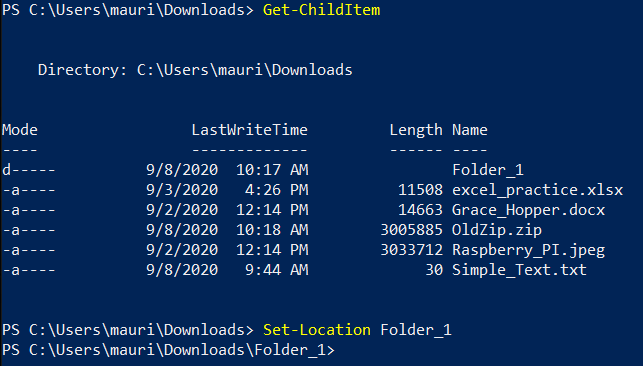 PS C:\Users\mauri\Downloads> Get-ChildItem
Directory: C:\Users\mauri\Downloads
Mode                LastWriteTime         Length Name
----                -------------         ------ ----
d-----         9/8/2020  10:17 AM                Folder_1
-a----         9/3/2020   4:26 PM          11508 excel_practice.xlsx
-a----         9/2/2020  12:14 PM          14663 Grace_Hopper.docx
-a----         9/8/2020  10:18 AM        3005885 OldZip.zip
-a----         9/2/2020  12:14 PM        3033712 Raspberry_PI.jpeg
-a----         9/8/2020   9:44 AM             30 Simple_Text.txt
PS C:\Users\mauri\Downloads> Set-Location Folder_1
PS C:\Users\mauri\Downloads\Folder_1>